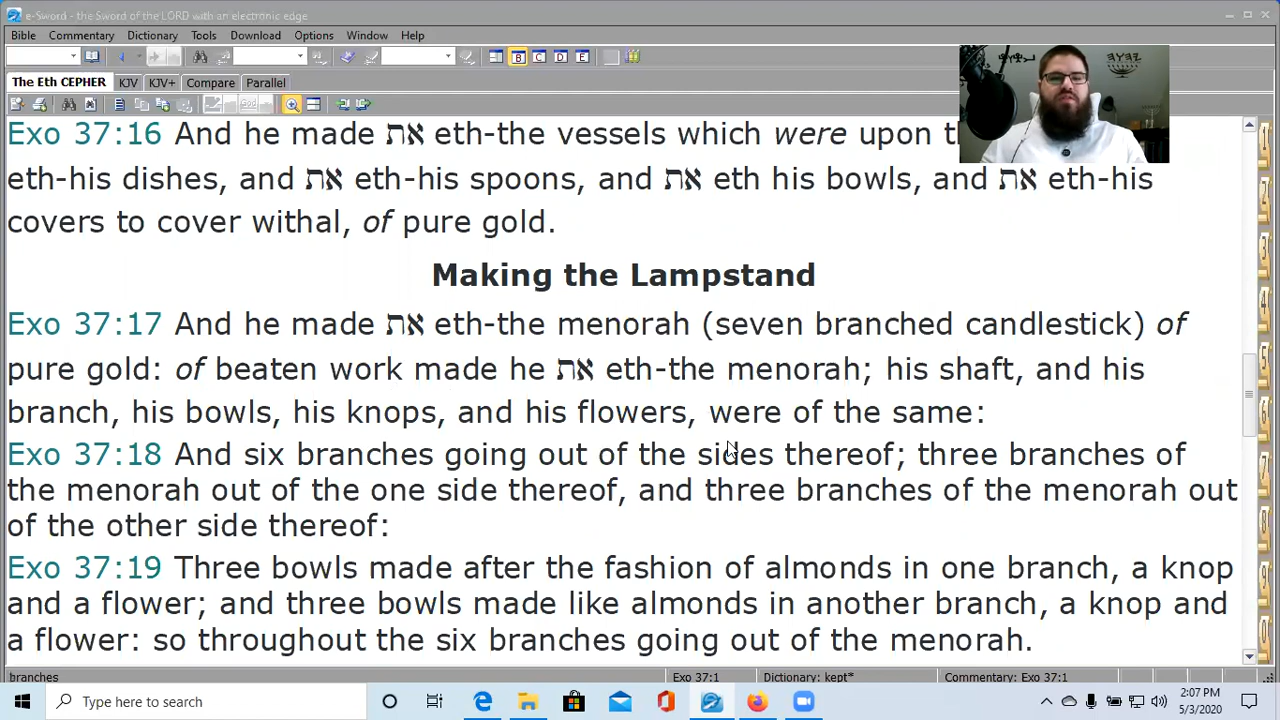 e-Sword - the Sword of the LORD with an electronic edge
Bible Commentary Dictionary Tools Download Options Window Help
B C D E
The Eth CEPHER KJV KJV+ Compare Parallel
Exo 37:16 And he made את eth-the vessels which were upon
eth-his dishes, and את eth-his spoons, and את eth his bowls, and את eth-his
covers to cover withal, of pure gold.
Making the Lampstand
Exo 37:17 And he made את eth-the menorah (seven branched candlestick) of
pure gold: of beaten work made he את eth-the menorah; his shaft, and his
branch, his bowls, his knops, and his flowers, were of the same:
Exo 37:18 And six branches going out of the sides thereof; three branches of
the menorah out of the one side thereof, and three branches of the menorah out
of the other side thereof:
Exo 37:19 Three bowls made after the fashion of almonds in one branch, a knop
and a flower; and three bowls made like almonds in another branch, a knop and
a flower: so throughout the six branches going out of the menorah.
branches Exo 37:1 Dictionary: kept* Commentary: Exo 37:1
Type here to search
2:07 PM
5/3/2020